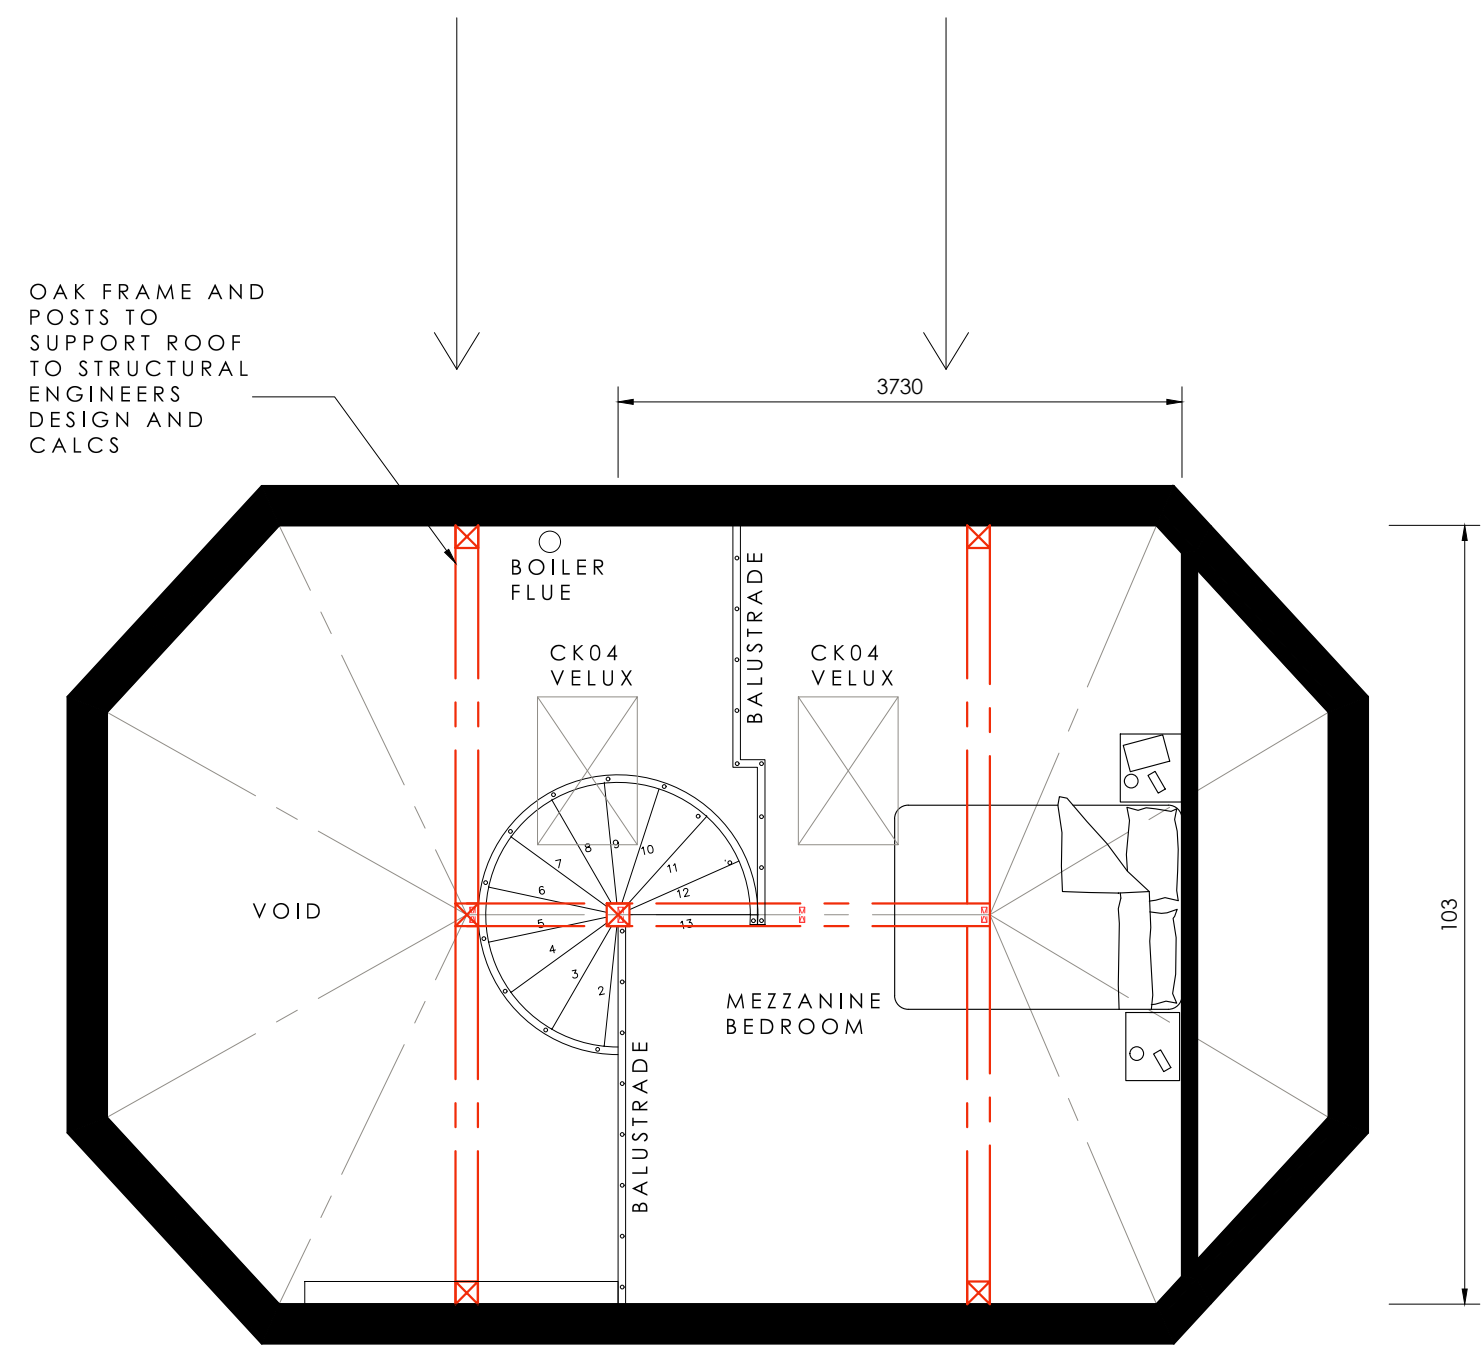 OAK FRAME AND
POSTS TO
SUPPORT ROOF
TO STRUCTURAL
ENGINEERS
DESIGN AND
CALCS
3730
BOILER
FLUE
BALUSTRADE
CK04
VELUX
CK04
VELUX
8
9
10
7
11
6
12
5
13
4
3
2
VOID
103
MEZZANINE
BEDROOM
BALUSTRADE